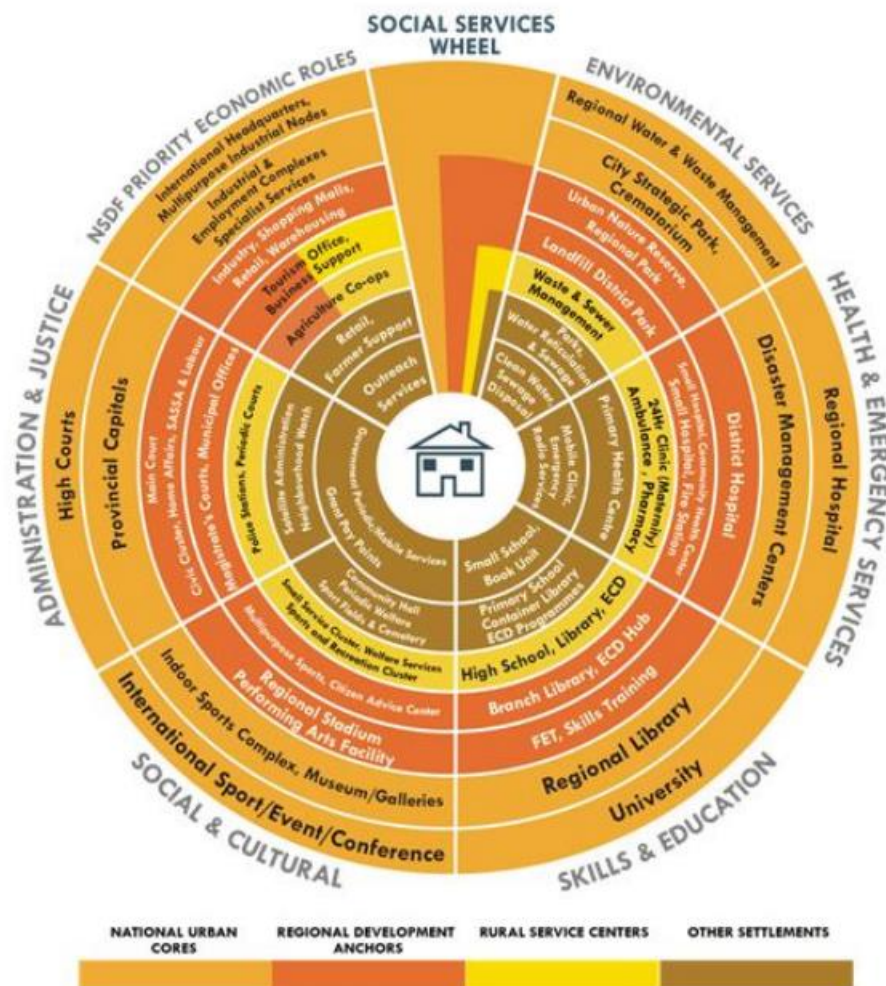 SOCIAL SERVICES
WHEEL
NSDF PRIORITY ECONOMIC ROLES
International Headquarters,
Multipurpose Industrial Nodes
Industrial &
Employment Complexes
Specialist Services
Industry, Shopping Malls,
Retail, Warehousing
Tourism Office,
Business Support
Agriculture Co-ops
Retail,
Farmer Support
Outreach
Services
ENVIRONMENTAL SERVICES
Regional Water & Waste Management
City Strategic Park,
Crematorium
Urban Nature Reserve,
Regional Park
Landfill District Park
Waste & Sewer
Management
Parks,
Water Reticulation
& Sewage
Clean Water,
Sewage
Disposal
HEALTH & EMERGENCY SERVICES
Regional Hospital
Disaster Management Centers
District Hospital
Small Hospital, Community, Health Center
Small Hospital, Fire Station
24Hr Clinic (Maternity)
Ambulance , Pharmacy
Primary Health Centre
Mobile Clinic,
Emergency
Radio Services
SKILLS & EDUCATION
Small School,
Book Unit
Primary School
Container Library
ECD Programmes
High School, Library, ECD
Branch Library, ECD Hub
FET, Skills Training
Regional Library
University
SOCIAL & CULTURAL
Government Periodic/Mobile Services
Grant Pay Points
Community Hall
Periodic Welfare
Sport Fields & Cemetery
Small Service Cluster, Welfare Services
Sports and Recreation Cluster
Multipurpose Sports, Citizen Advice Center
Regional Stadium
Performing Arts Facility
Indoor Sports Complex, Museum/Galleries
International Sport/Event/Conference
ADMINISTRATION & JUSTICE
High Courts
Provincial Capitals
Main Court
Civic Cluster, Home Affairs, SASSA & Labour
Magistrate's Courts, Municipal Offices
Police Stations, Periodic Courts
Satellite Administration
Neighbourhood Watch
NATIONAL URBAN
CORES
REGIONAL DEVELOPMENT
ANCHORS
RURAL SERVICE CENTERS
OTHER SETTLEMENTS